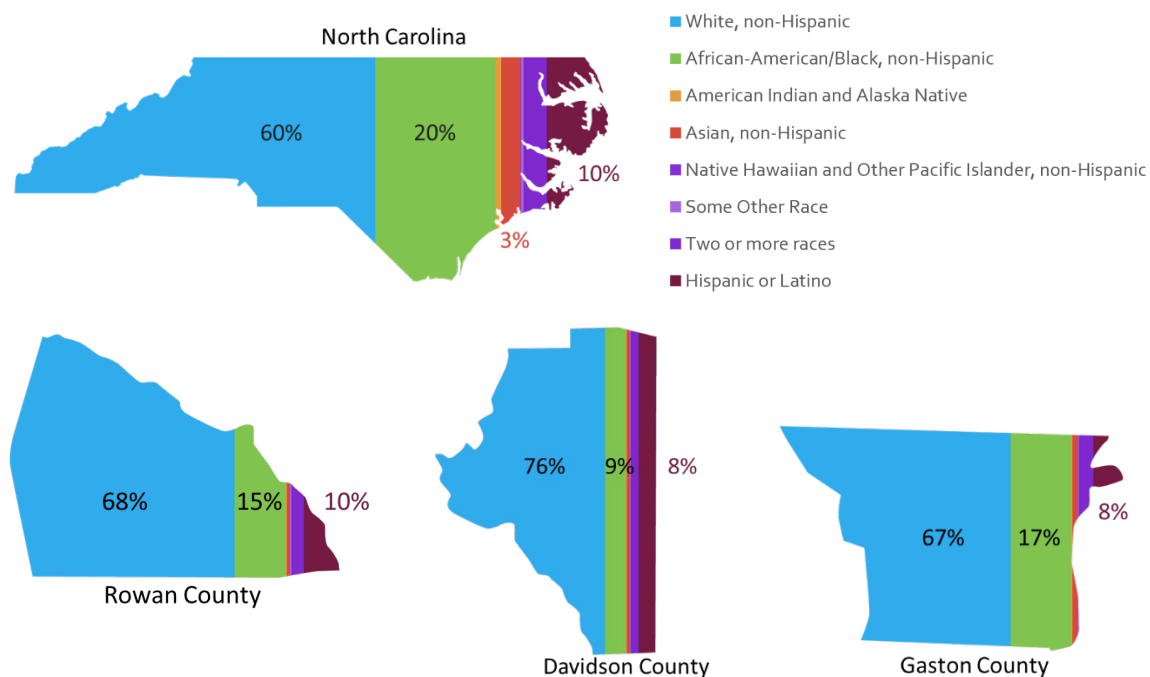 North Carolina
60%
20%
10%
3%
White, non-Hispanic
African-American/Black, non-Hispanic
American Indian and Alaska Native
Asian, non-Hispanic
Native Hawaiian and Other Pacific Islander, non-Hispanic
Some Other Race
Two or more races
Hispanic or Latino
68%
15%
10%
Rowan County
76%
9%
8%
Davidson County
67%
17%
8%
Gaston County